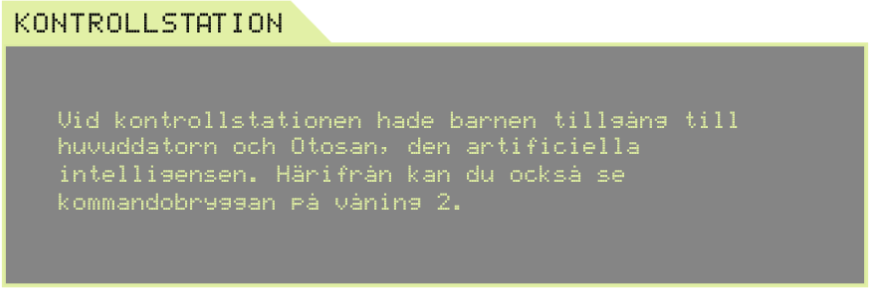 KONTROLLSTATION
Vid kontrollstationen hade barnen tillgång till
huvuddatorn och Otosan, den artificiella
intelligensen. Härifrån kan du också se
kommandobryggan på våning 2.